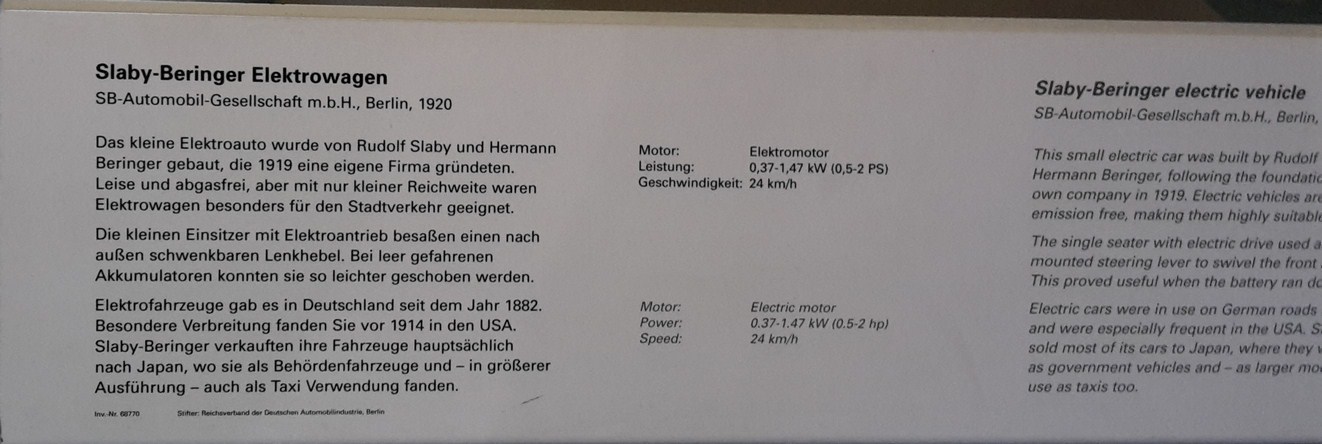 Slaby-Beringer Elektrowagen
SB-Automobil-Gesellschaft m.b.H., Berlin, 1920
Das kleine Elektroauto wurde von Rudolf Slaby und Hermann
Beringer gebaut, die 1919 eine eigene Firma gründeten.
Leise und abgasfrei, aber mit nur kleiner Reichweite waren
Elektrowagen besonders für den Stadtverkehr geeignet.
Die kleinen Einsitzer mit Elektroantrieb besaßen einen nach
außen schwenkbaren Lenkhebel. Bei leer gefahrenen
Akkumulatoren konnten sie so leichter geschoben werden.
Elektrofahrzeuge gab es in Deutschland seit dem Jahr 1882.
Besondere Verbreitung fanden Sie vor 1914 in den USA.
Slaby-Beringer verkauften ihre Fahrzeuge hauptsächlich
nach Japan, wo sie als Behördenfahrzeuge und – in größerer
Ausführung – auch als Taxi Verwendung fanden.
Inv.-Nr. 68770 Stifter: Reichsverband der Deutschen Automobilindustrie, Berlin
Motor: Elektromotor
Leistung: 0,37-1,47 kW (0,5-2 PS)
Geschwindigkeit: 24 km/h
Motor: Electric motor
Power: 0.37-1.47 kW (0.5-2 hp)
Speed: 24 km/h
Slaby-Beringer electric vehicle
SB-Automobil-Gesellschaft m.b.H., Berlin,
This small electric car was built by Rudolf
Hermann Beringer, following the
own company in 1919. Electric vehicles
emission free, making them highly
The single seater with electric drive used
mounted steering lever to swivel the front
This proved useful when the battery ran
Electric cars were in use on German roads
and were especially frequent in the USA.
sold most of its cars to Japan, where they
as government vehicles and – as larger
use as taxis too.